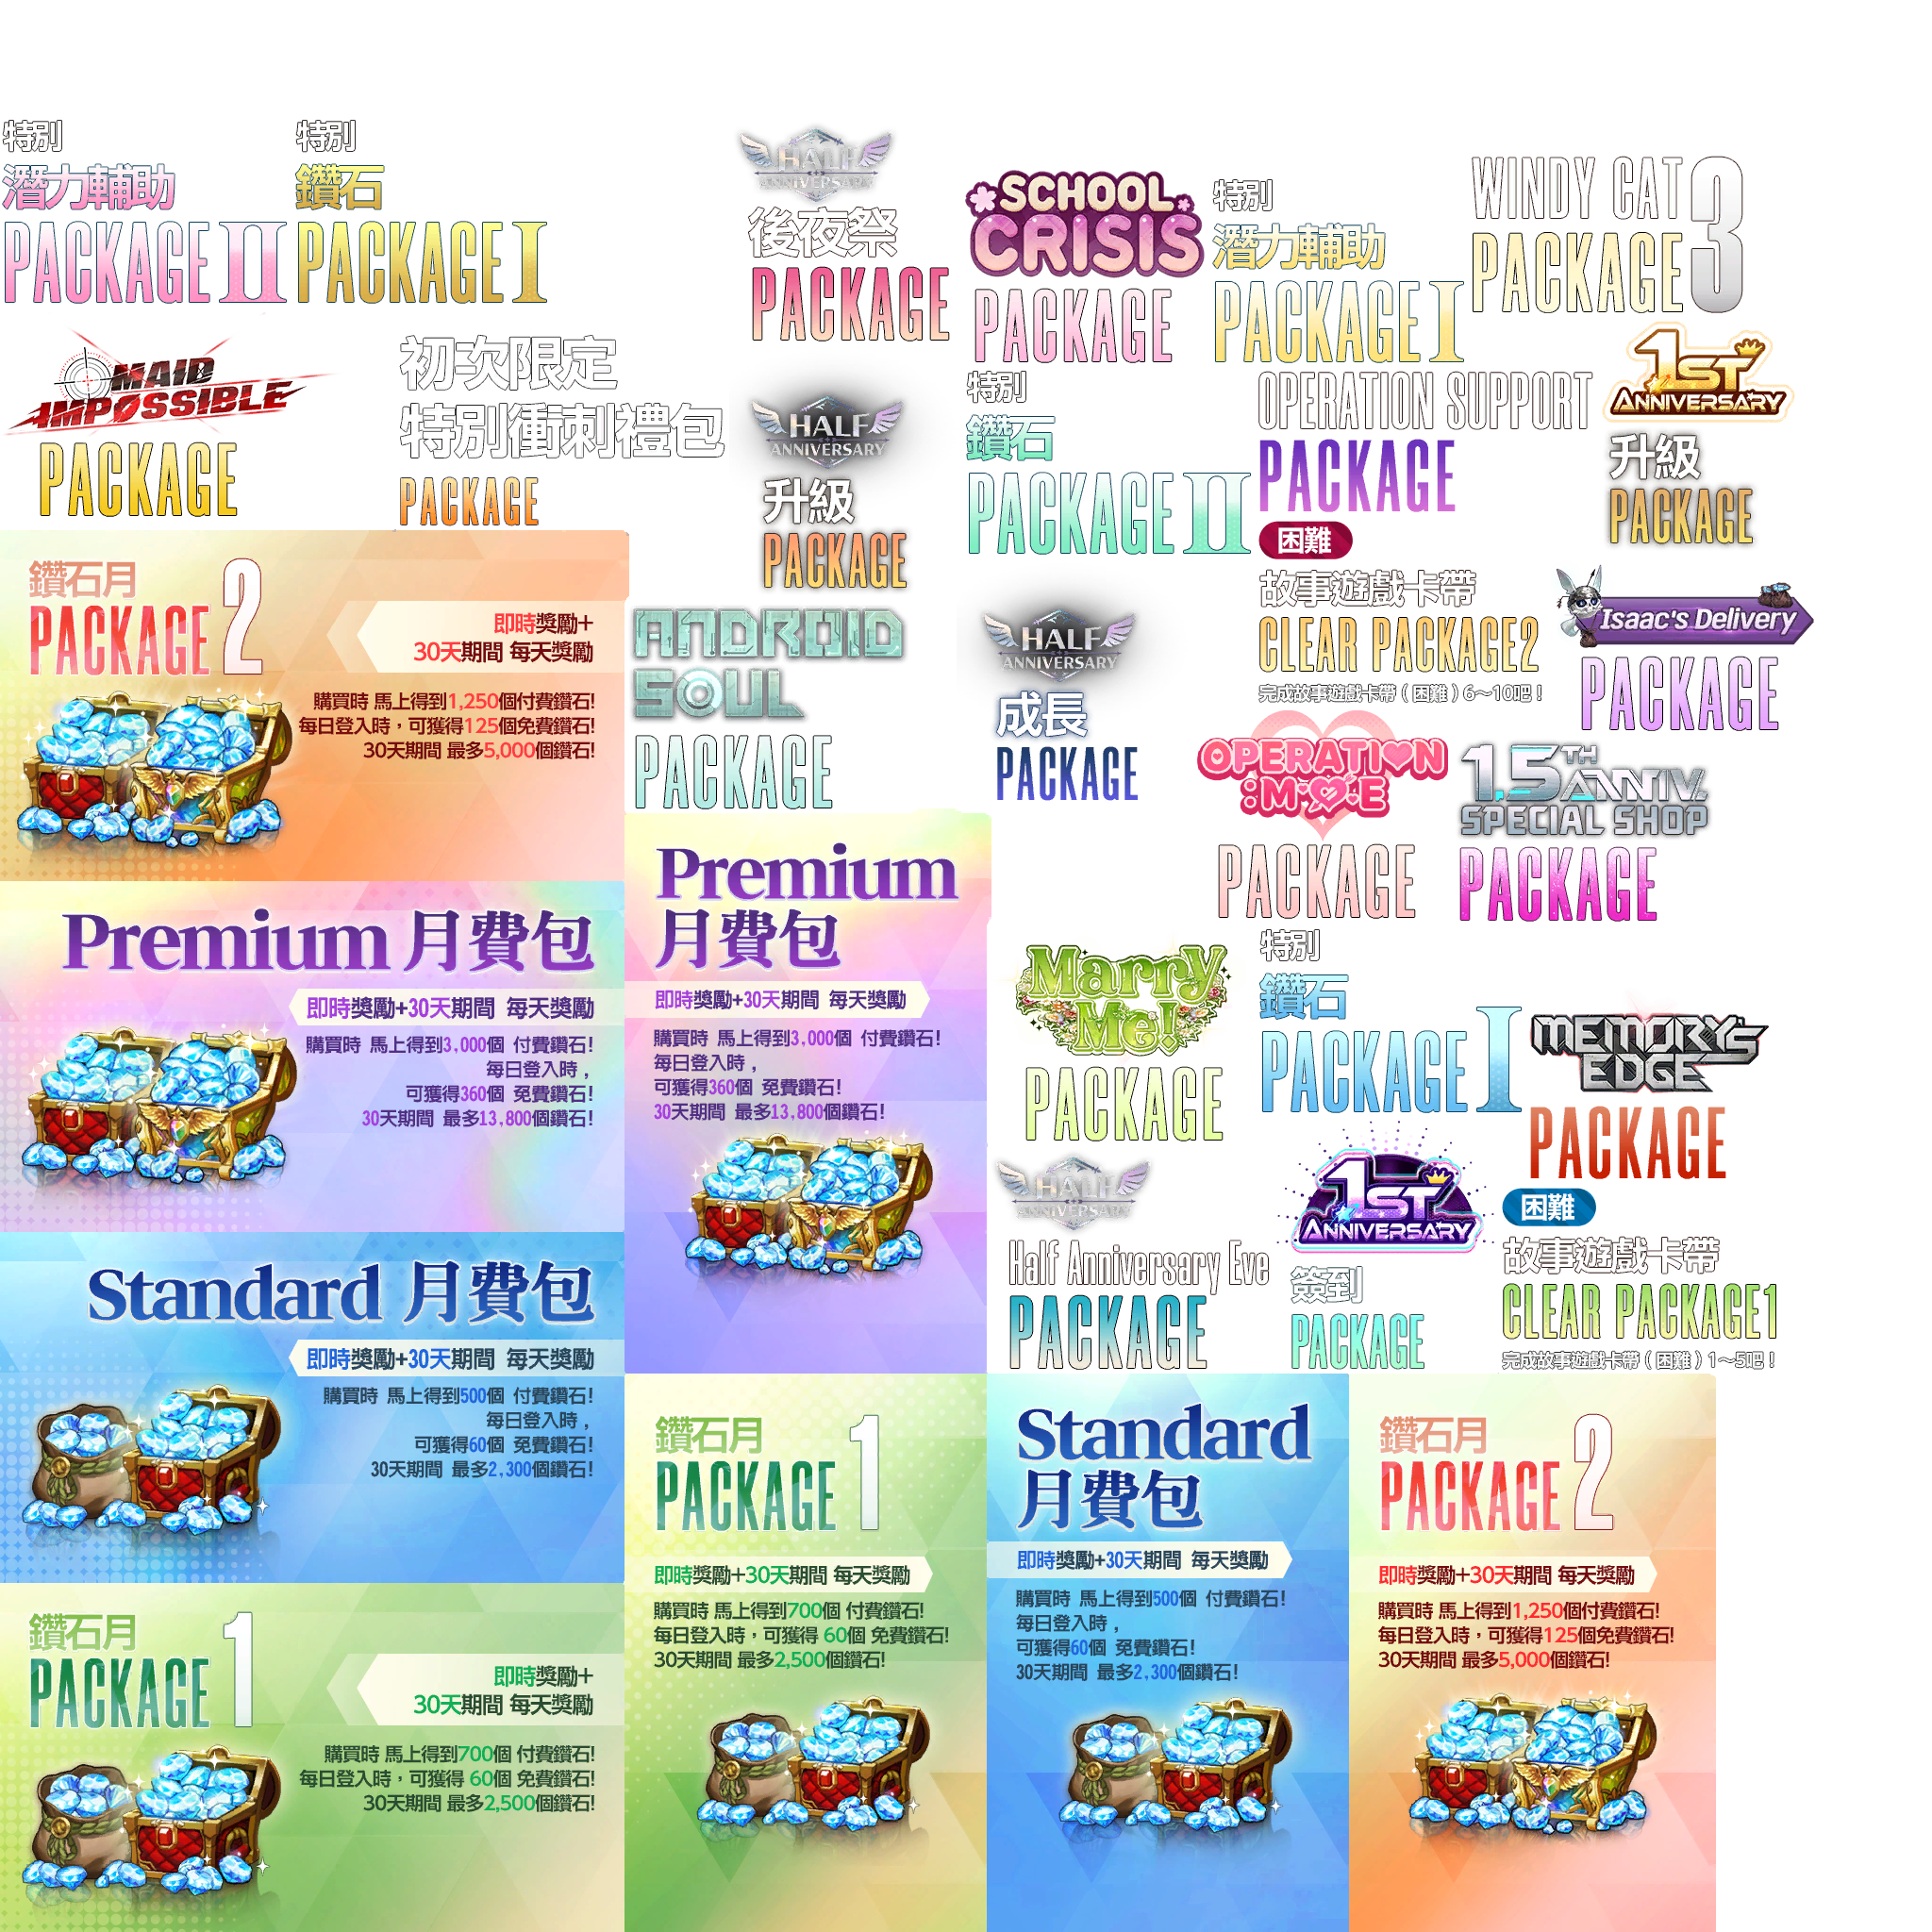 特別
潛力輔助
PACKAGE II
特別
鑽石
PACKAGE I
HALF
ANNIVERSARY
後夜祭
PACKAGE
SCHOOL
CRISIS
PACKAGE
特別
潛力輔助
PACKAGE I
WINDY CAT
PACKAGE 3
MAID
IMPOSSIBLE
PACKAGE
初次限定
特別衝刺禮包
PACKAGE
HALF
ANNIVERSARY
升級
PACKAGE
特別
鑽石
PACKAGE II
OPERATION SUPPORT
PACKAGE
1ST
ANNIVERSARY
升級
PACKAGE
困難
故事遊戲卡帶
CLEAR PACKAGE2
完成故事遊戲卡帶(困難)6～10吧!
Isaac's Delivery
PACKAGE
鑽石月
PACKAGE 2
即時獎勵+
30天期間 每天獎勵
購買時 馬上得到1,250個付費鑽石!
每日登入時，可獲得125個免費鑽石!
30天期間 最多5,000個鑽石!
ANDROID
SOUL
PACKAGE
HALF
ANNIVERSARY
成長
PACKAGE
OPERATION
:M♥E
PACKAGE
1.5TH ANNIV.
SPECIAL SHOP
PACKAGE
Premium 月費包
即時獎勵+30天期間 每天獎勵
購買時 馬上得到3,000個 付費鑽石!
每日登入時,
可獲得360個 免費鑽石!
30天期間 最多13,800個鑽石!
Premium
月費包
即時獎勵+30天期間 每天獎勵
購買時 馬上得到3,000個 付費鑽石!
每日登入時,
可獲得360個 免費鑽石!
30天期間 最多13,800個鑽石!
Marry
Me!
PACKAGE
特別
鑽石
PACKAGE I
MEMORY'S
EDGE
PACKAGE
HALF
ANNIVERSARY
Half Anniversary Eve
PACKAGE
1ST
ANNIVERSARY
簽到
PACKAGE
困難
故事遊戲卡帶
CLEAR PACKAGE1
完成故事遊戲卡帶(困難)1～5吧!
Standard 月費包
即時獎勵+30天期間 每天獎勵
購買時 馬上得到500個 付費鑽石!
每日登入時,
可獲得60個 免費鑽石!
30天期間 最多2,300個鑽石!
鑽石月
PACKAGE 1
即時獎勵+
30天期間 每天獎勵
購買時 馬上得到700個 付費鑽石!
每日登入時，可獲得 60個 免費鑽石!
30天期間 最多2,500個鑽石!
鑽石月
PACKAGE 1
即時獎勵+30天期間 每天獎勵
購買時 馬上得到700個 付費鑽石!
每日登入時，可獲得 60個 免費鑽石!
30天期間 最多2,500個鑽石!
Standard
月費包
即時獎勵+30天期間 每天獎勵
購買時 馬上得到500個 付費鑽石!
每日登入時,
可獲得60個 免費鑽石!
30天期間 最多2,300個鑽石!
鑽石月
PACKAGE 2
即時獎勵+30天期間 每天獎勵
購買時 馬上得到1,250個付費鑽石!
每日登入時，可獲得125個免費鑽石!
30天期間 最多5,000個鑽石!